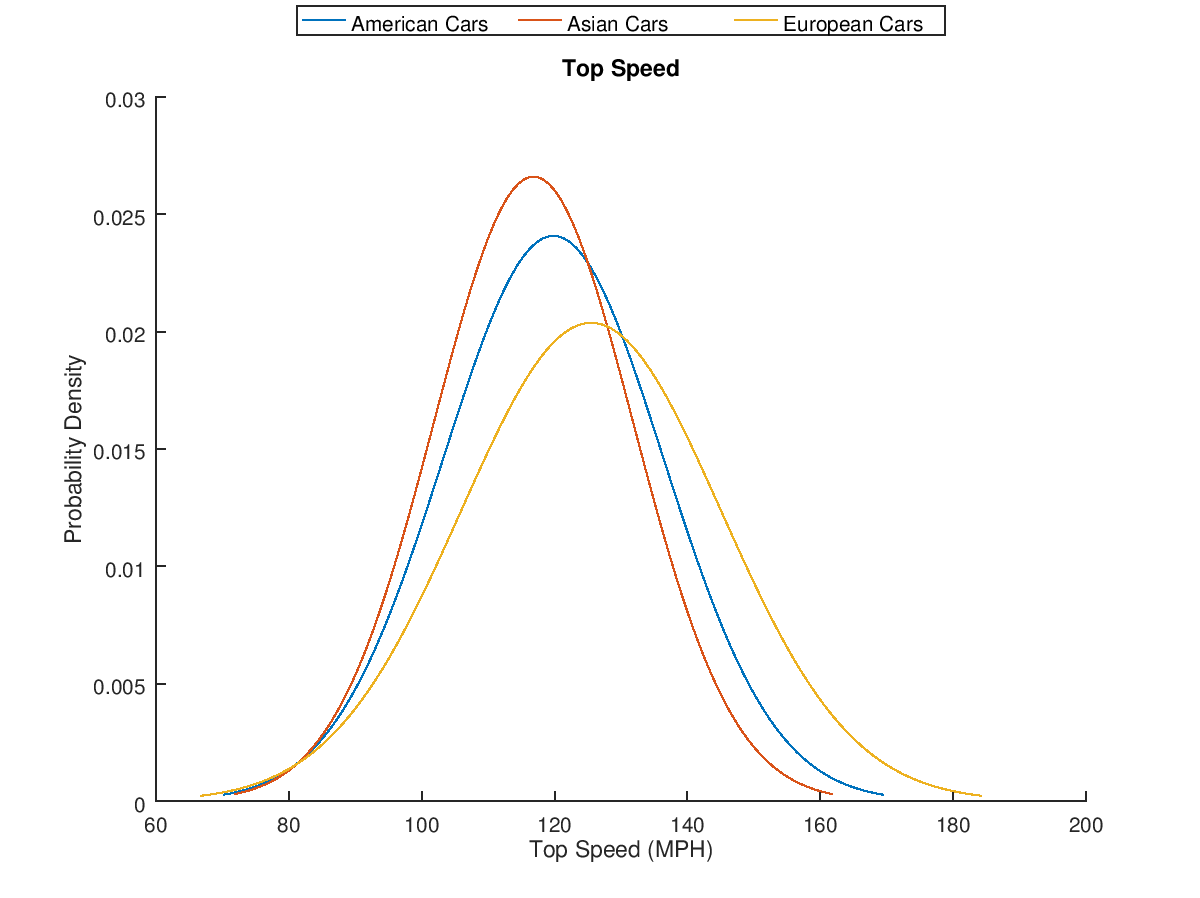 American Cars Asian Cars European Cars
Top Speed
0.03
0.025
0.02
0.015
0.01
0.005
0
Probability Density
60 80 100 120 140 160 180 200
Top Speed (MPH)